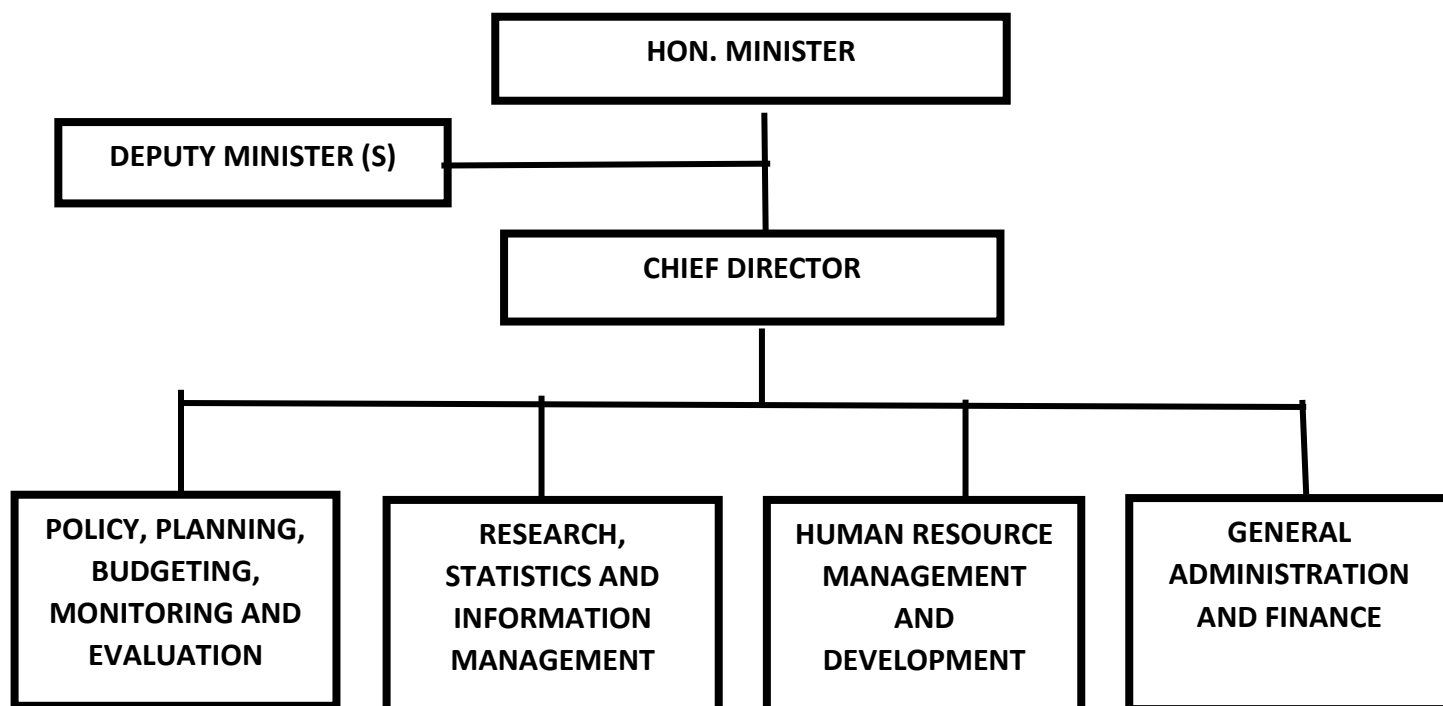 HON. MINISTER
DEPUTY MINISTER (S)
CHIEF DIRECTOR
POLICY, PLANNING,
BUDGETING,
MONITORING AND
EVALUATION
RESEARCH,
STATISTICS AND
INFORMATION
MANAGEMENT
HUMAN RESOURCE
MANAGEMENT
AND
DEVELOPMENT
GENERAL
ADMINISTRATION
AND FINANCE